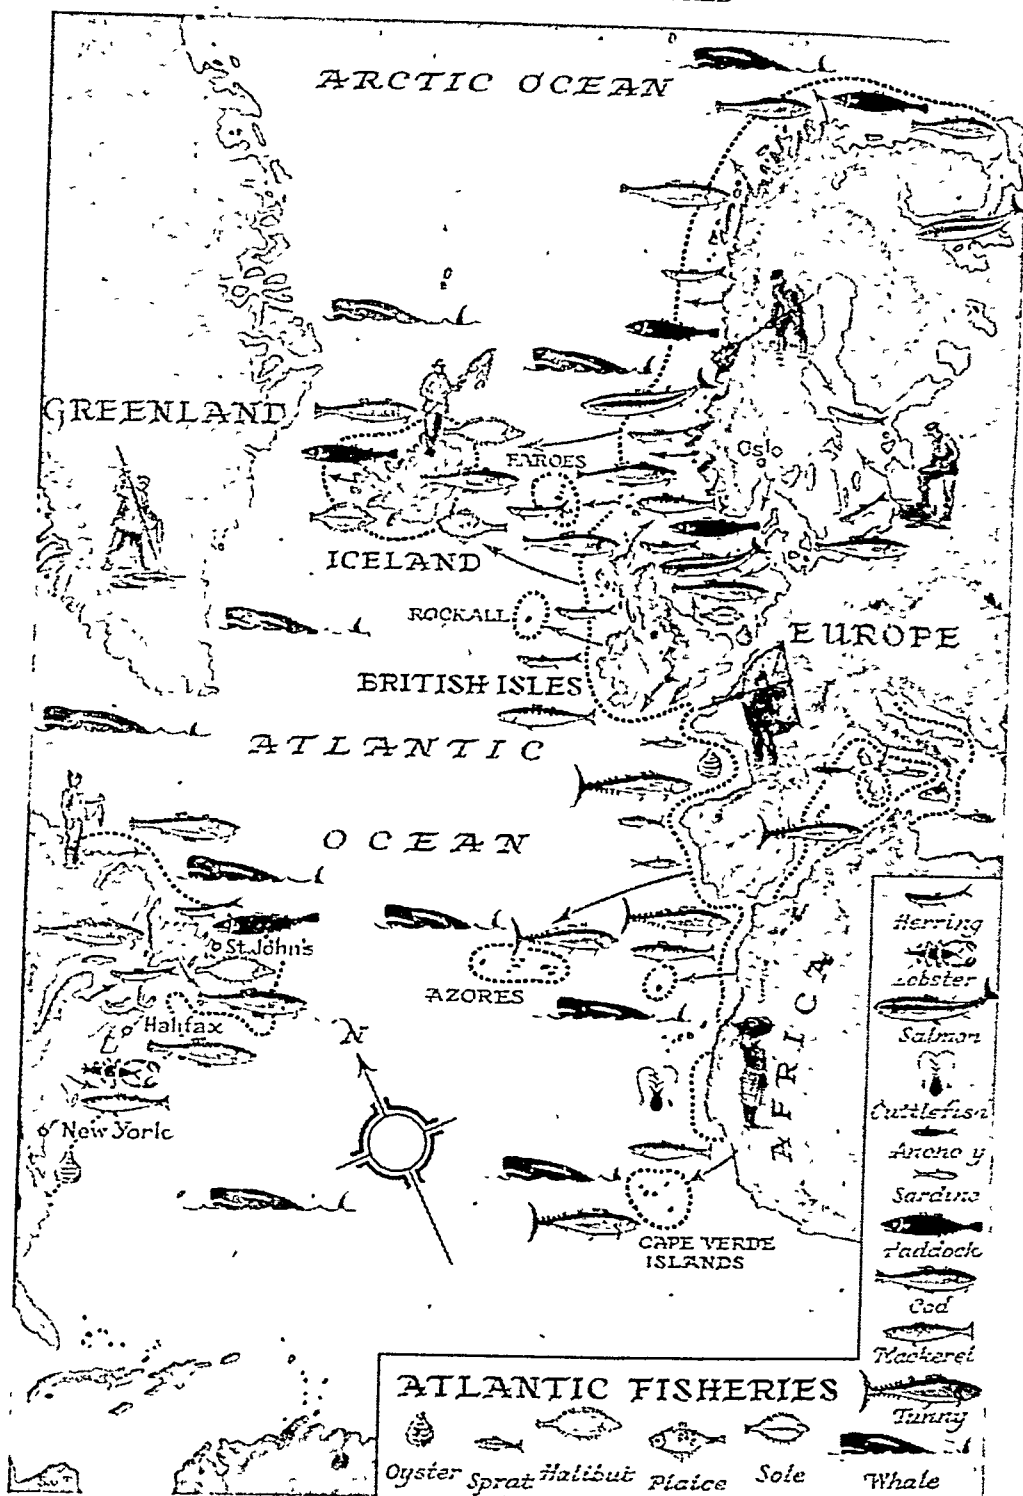 ARCTIC OCEAN
GREENLAND
FAROES
Oslo
ICELAND
ROCKALL
EUROPE
BRITISH ISLES
ATLANTIC
OCEAN
St John's
AZORES
Halifax
N
New York
AFRICA
CAPE VERDE
ISLANDS
Herring
Lobster
Salmon
Cuttlefish
Ancho y
Sardine
Haddock
Cod
Mackerel
Tunny
ATLANTIC FISHERIES
Oyster Sprat Halibut Plaice Sole Whale